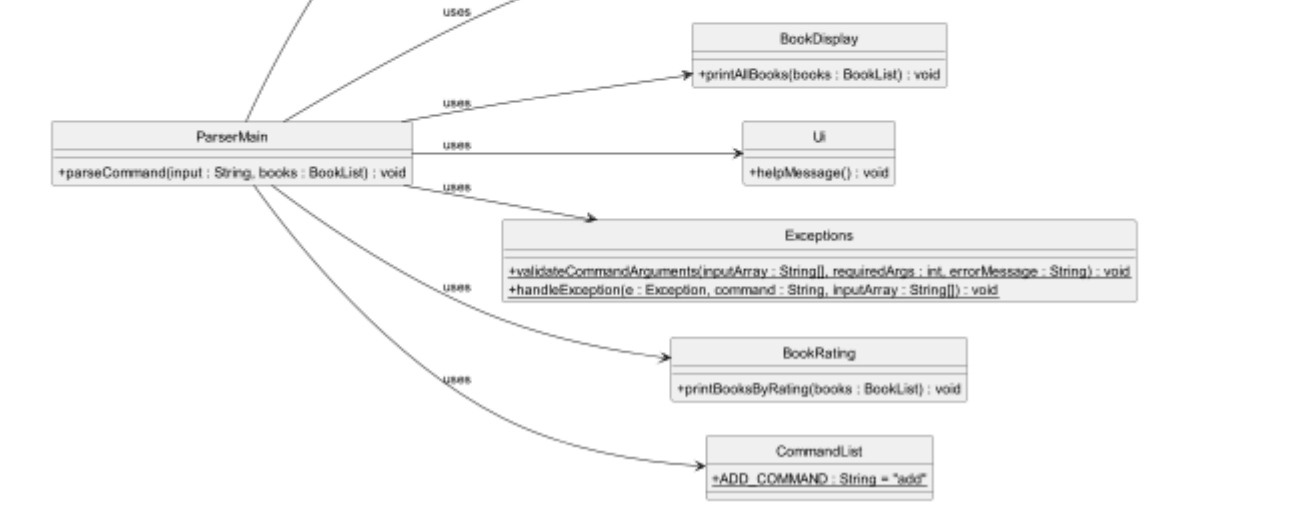 uses
BookDisplay
+printAllBooks(books : BookList) : void
uses
ParserMain
+parseCommand(input : String, books : BookList) : void
uses
Ui
+helpMessage() : void
uses
Exceptions
+validateCommandArguments(inputArray : String[], requiredArgs : int, errorMessage : String) : void
+handleException(e : Exception, command : String, inputArray : String[]) : void
uses
BookRating
+printBooksByRating(books : BookList) : void
uses
CommandList
+ADD_COMMAND : String = "add"